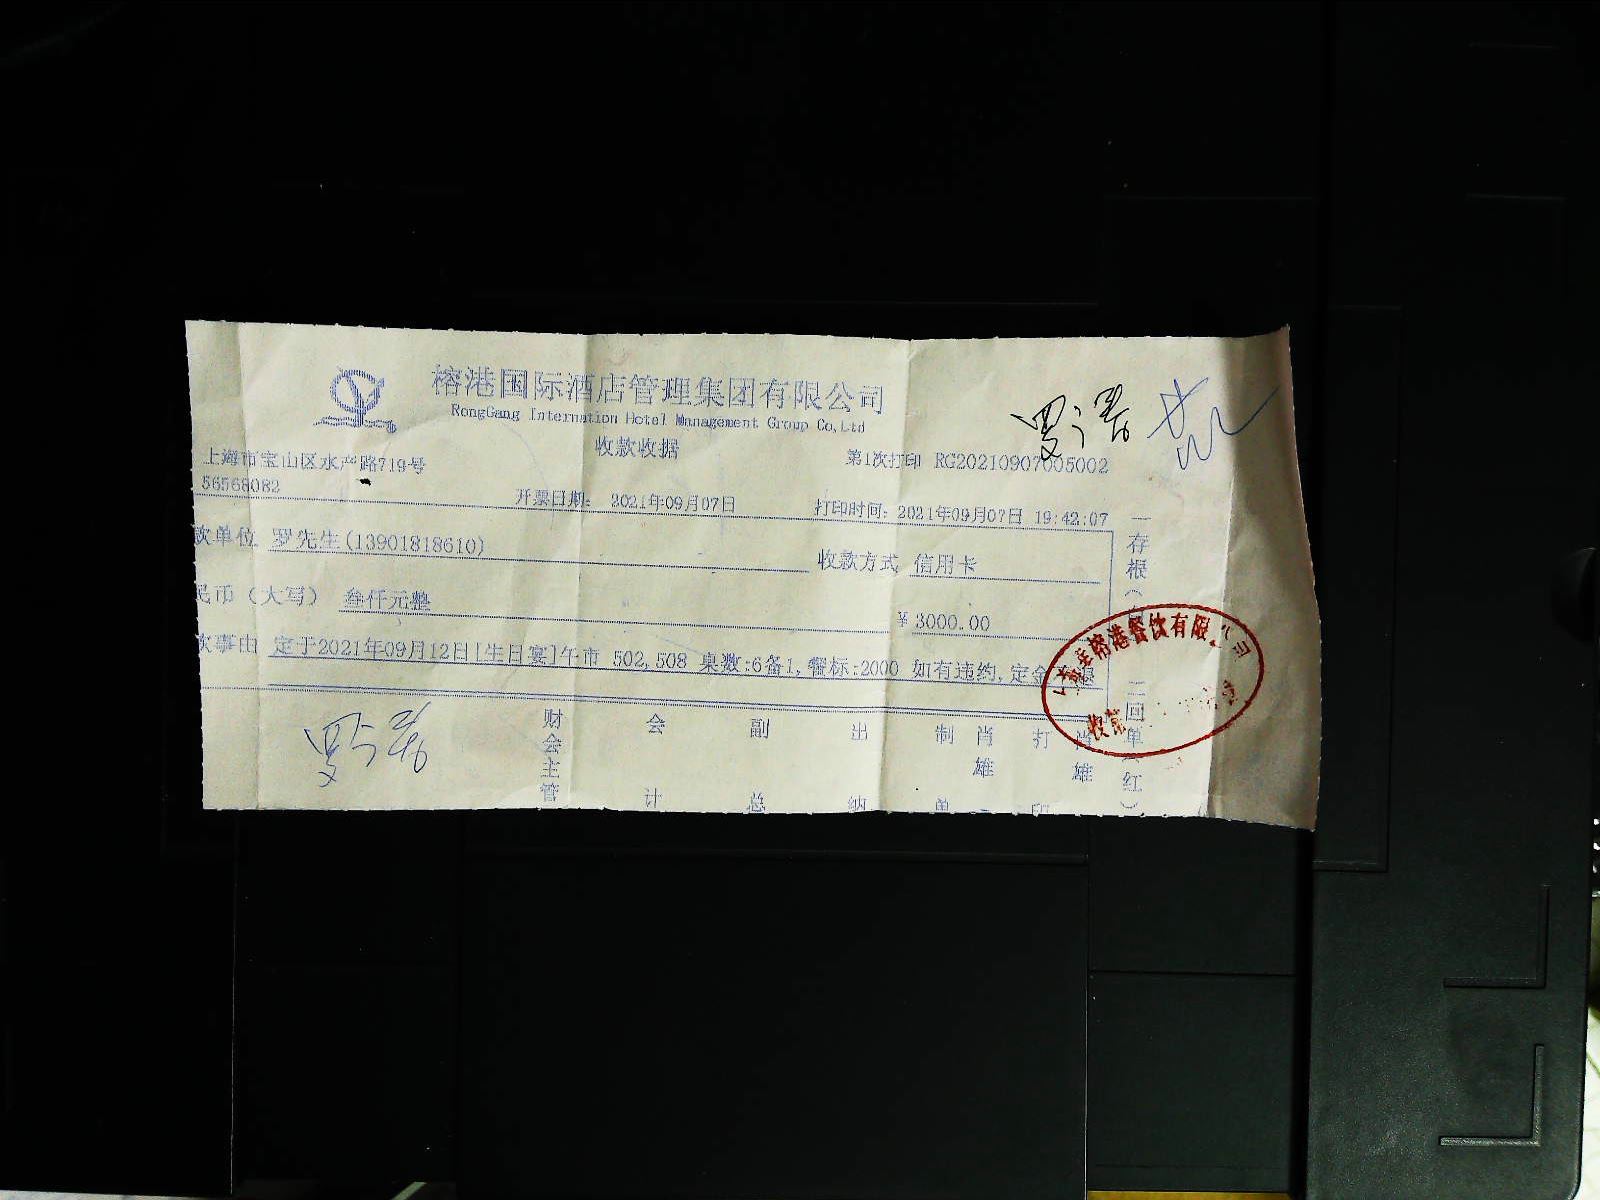 榕港国际酒店管理集团有限公司
RongGang Internation Hotel Management Group Co,Ltd
收款收据
上海市宝山区水产路719号
第1次打印 RG20210907005002
56568082
开票日期: 2021年09月07日
打印时间: 2021年09月07日 19:42:07
款单位 罗先生(13901818610)
收款方式 信用卡
民币（大写） 叁仟元整
¥ 3000.00
款事由 定于2021年09月12日[生日宴]午市 502,508 桌数:6备1,餐标:2000 如有违约,定金不退
财会主管 会计 副总 出纳 制单 肖雄 打印 肖雄
一存根（
二回单（红）
榕港餐饮有限公司
收